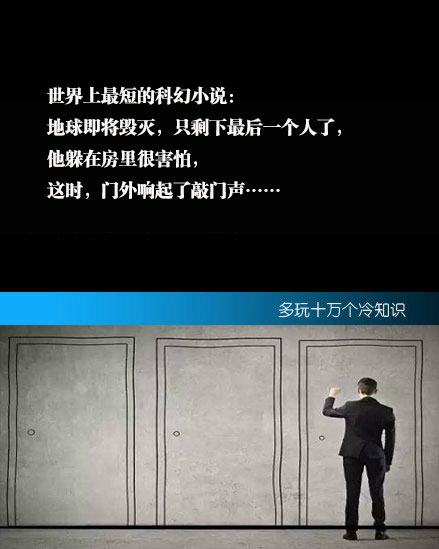 世界上最短的科幻小说：
地球即将毁灭，只剩下最后一个人了，
他躲在房里很害怕，
这时，门外响起了敲门声……
多玩十万个冷知识